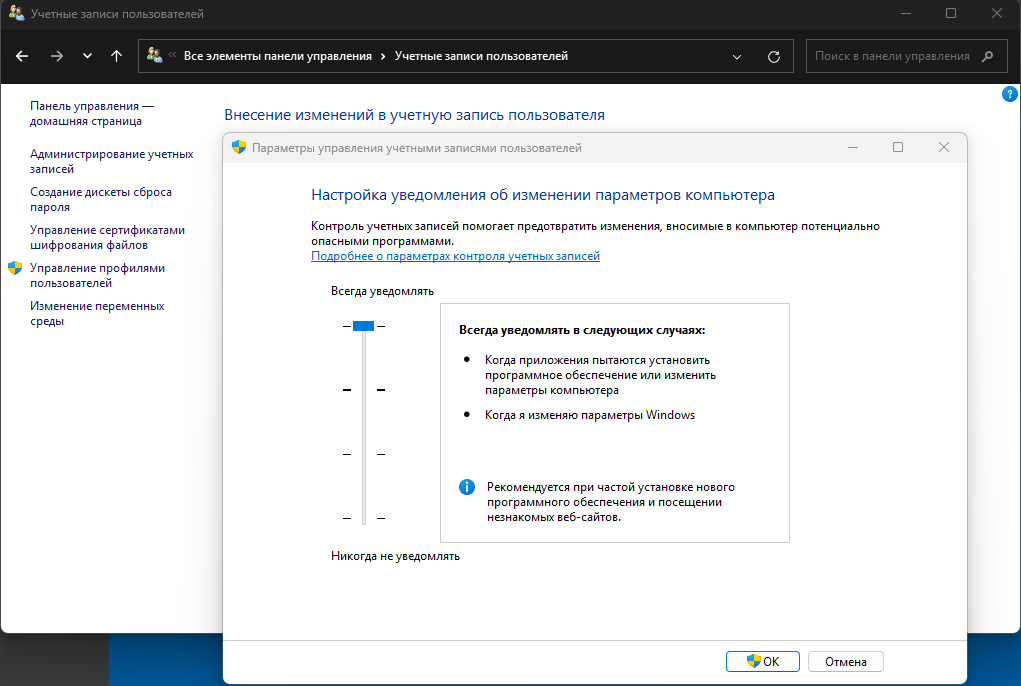 Учетные записи пользователей
« Все элементы панели управления › Учетные записи пользователей
Поиск в панели управления
?
Панель управления —
домашняя страница
Администрирование учетных
записей
Создание дискеты сброса
пароля
Управление сертификатами
шифрования файлов
Управление профилями
пользователей
Изменение переменных
среды
Внесение изменений в учетную запись пользователя
Параметры управления учетными записями пользователей
Настройка уведомления об изменении параметров компьютера
Контроль учетных записей помогает предотвратить изменения, вносимые в компьютер потенциально
опасными программами.
Подробнее о параметрах контроля учетных записей
Всегда уведомлять
Всегда уведомлять в следующих случаях:
• Когда приложения пытаются установить
программное обеспечение или изменить
параметры компьютера
• Когда я изменяю параметры Windows
Рекомендуется при частой установке нового
программного обеспечения и посещении
незнакомых веб-сайтов.
Никогда не уведомлять
ОК
Отмена